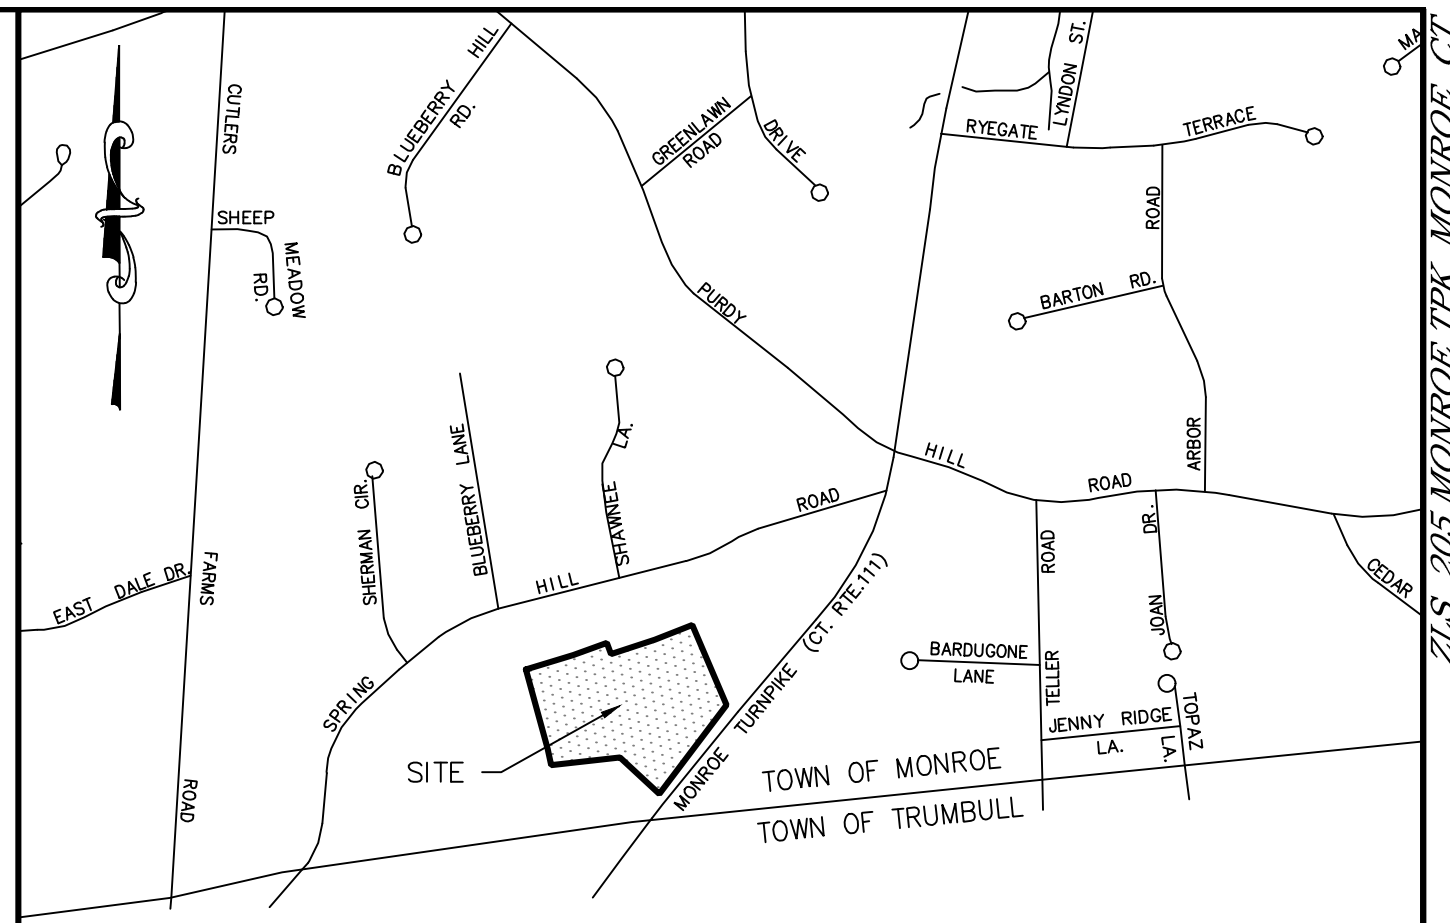 CUTLERS
BLUEBERRY HILL
RD.
GREENLAWN
ROAD
DRIVE
LYNDON ST.
RYEGATE
TERRACE
MA
SHEEP
MEADOW
RD.
ROAD
BARTON RD.
PURDY
HILL
ROAD
ARBOR
LA.
SHAWNEE
BLUEBERRY LANE
SHERMAN CIR.
ROAD
HILL
SPRING
EAST DALE DR.
FARMS
ROAD
ROAD
TELLER
DR.
JOAN
CEDAR
BARDUGONE
LANE
JENNY RIDGE
LA.
TOPAZ
LA.
MONROE TURNPIKE (CT. RTE.111)
SITE
TOWN OF MONROE
TOWN OF TRUMBULL
205 MONROE TPK MONROE CT